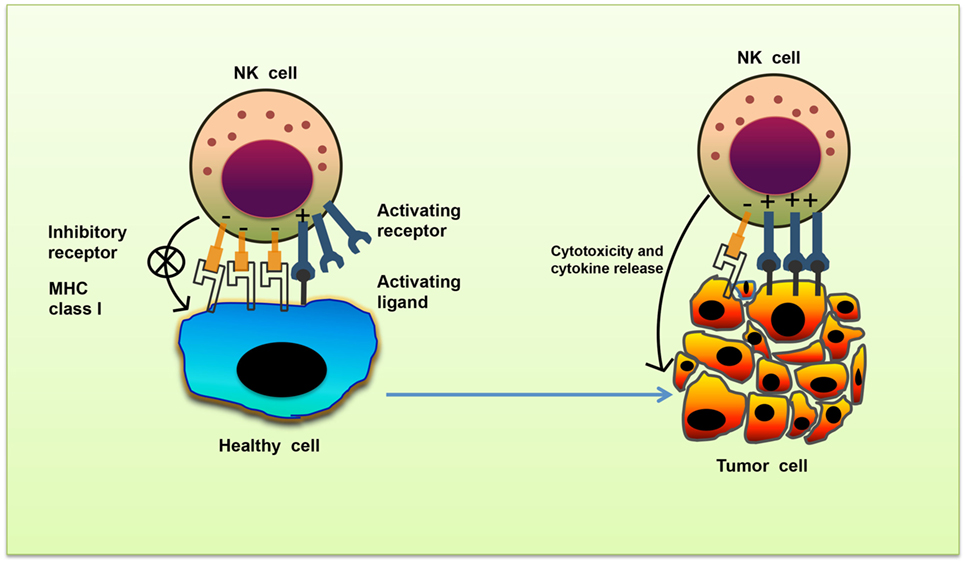 NK cell
Inhibitory
receptor
MHC
class I
- - - +
Activating
receptor
Activating
ligand
Healthy cell
NK cell
- + + +
Cytotoxicity and
cytokine release
Tumor cell